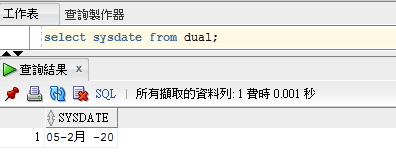 工作表 查詢製作器
select sysdate from dual;
查詢結果 ×
SQL | 所有擷取的資料列: 1 費時 0.001 秒
SYSDATE
1 05-2月 -20